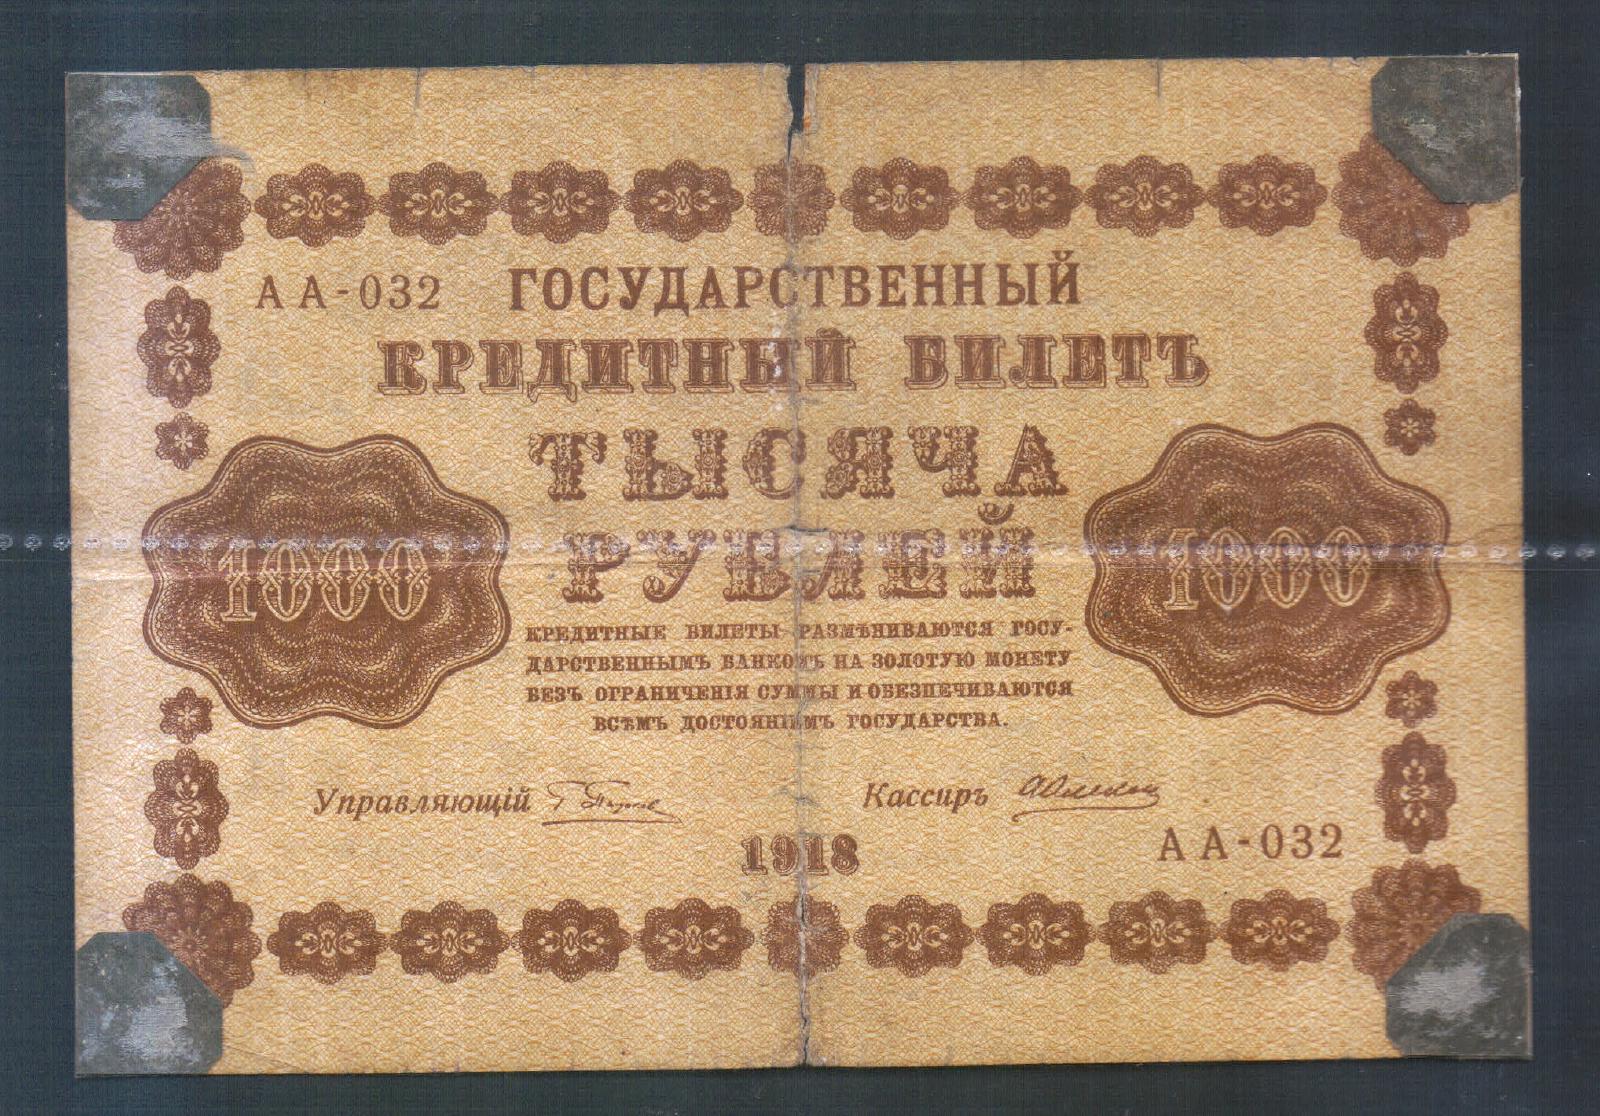 АА-032 ГОСУДАРСТВЕННЫЙ
КРЕДИТНЫЙ БИЛЕТЪ
ТЫСЯЧА
РУБЛЕЙ
1000 1000
КРЕДИТНЫЕ БИЛЕТЫ РАЗМѢНИВАЮТСЯ ГОСУ-
ДАРСТВЕННЫМЪ БАНКОМЪ НА ЗОЛОТУЮ МОНЕТУ
БЕЗЪ ОГРАНИЧЕНІЯ СУММЫ И ОБЕЗПЕЧИВАЮТСЯ
ВСѢМЪ ДОСТОЯНІЕМЪ ГОСУДАРСТВА.
Управляющій Кассиръ
1918
АА-032